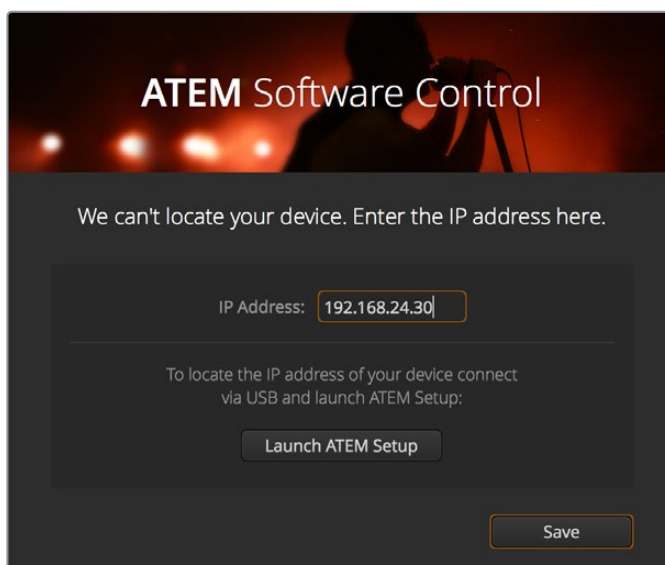 ATEM Software Control
We can't locate your device. Enter the IP address here.
IP Address: 192.168.24.30
To locate the IP address of your device connect
via USB and launch ATEM Setup:
Launch ATEM Setup
Save